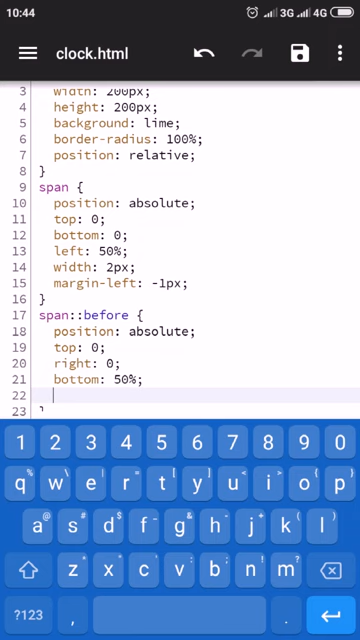 10:44 3G 4G
clock.html
3 width: 200px;
4 height: 200px;
5 background: lime;
6 border-radius: 100%;
7 position: relative;
8 }
9 span {
10 position: absolute;
11 top: 0;
12 bottom: 0;
13 left: 50%;
14 width: 2px;
15 margin-left: -1px;
16 }
17 span::before {
18 position: absolute;
19 top: 0;
20 right: 0;
21 bottom: 50%;
22
23 }
1 2 3 4 5 6 7 8 9 0
q% w\ e| r= t[ y] u< i> o{ p}
a@ s# d$ f_ g& h- j+ k( l)
z* x" c' v: b; n! m?
?123 , .